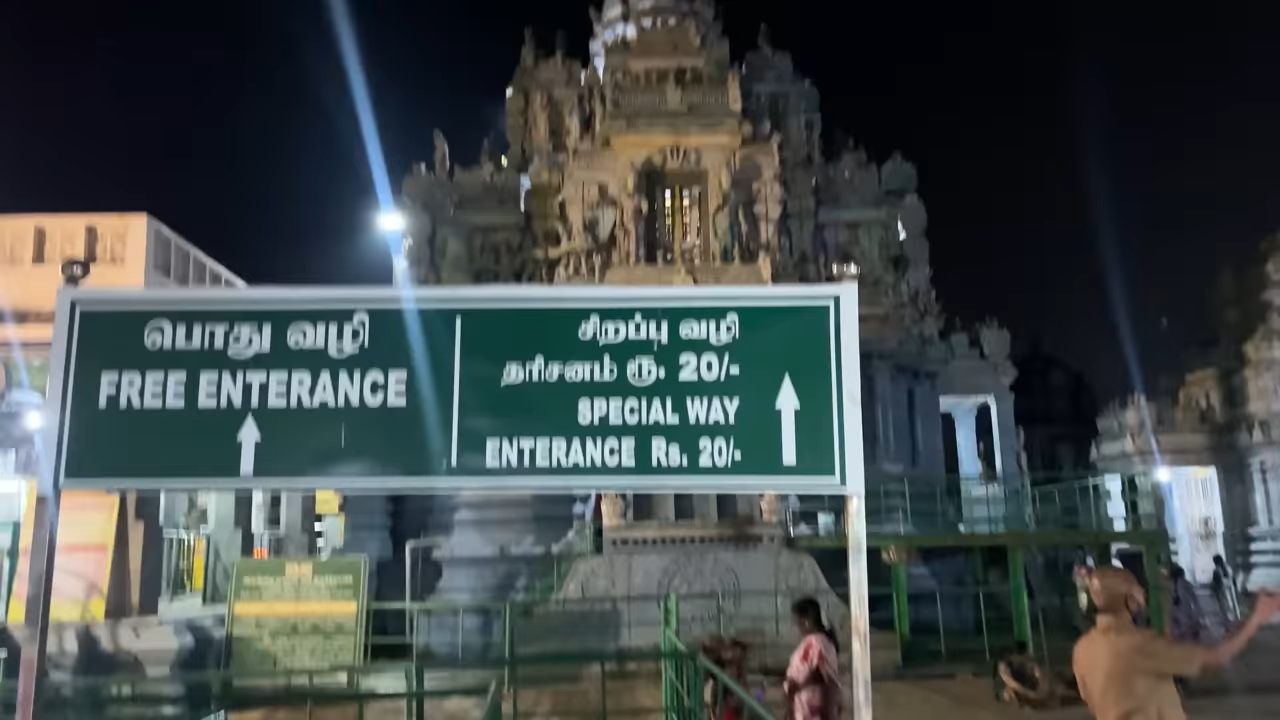 பொது வழி
FREE ENTERANCE
சிறப்பு வழி
தரிசனம் ரூ. 20/-
SPECIAL WAY
ENTERANCE Rs. 20/-